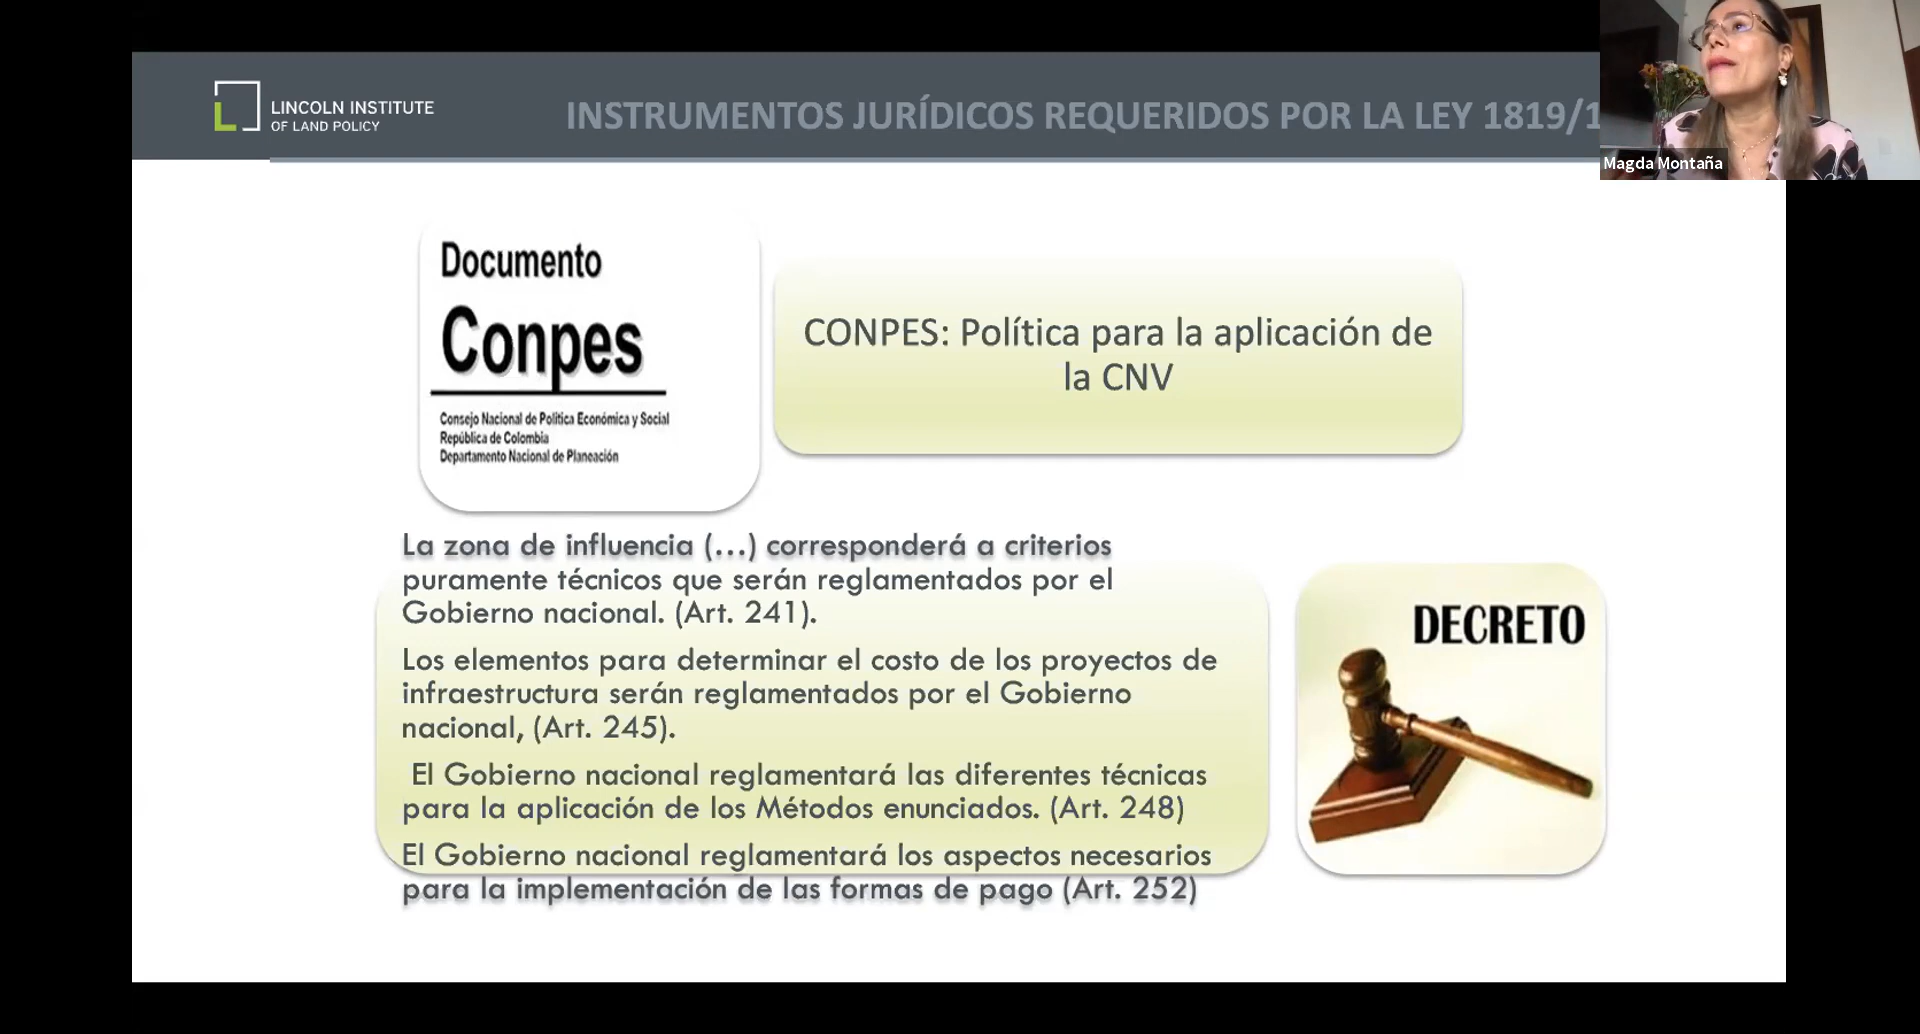 LINCOLN INSTITUTE
OF LAND POLICY
INSTRUMENTOS JURÍDICOS REQUERIDOS POR LA LEY 1819/1
Magda Montaña
Documento
Conpes
Consejo Nacional de Política Económica y Social
República de Colombia
Departamento Nacional de Planeación
CONPES: Política para la aplicación de
la CNV
La zona de influencia (…) corresponderá a criterios
puramente técnicos que serán reglamentados por el
Gobierno nacional. (Art. 241).
Los elementos para determinar el costo de los proyectos de
infraestructura serán reglamentados por el Gobierno
nacional, (Art. 245).
El Gobierno nacional reglamentará las diferentes técnicas
para la aplicación de los Métodos enunciados. (Art. 248)
El Gobierno nacional reglamentará los aspectos necesarios
para la implementación de las formas de pago (Art. 252)
DECRETO